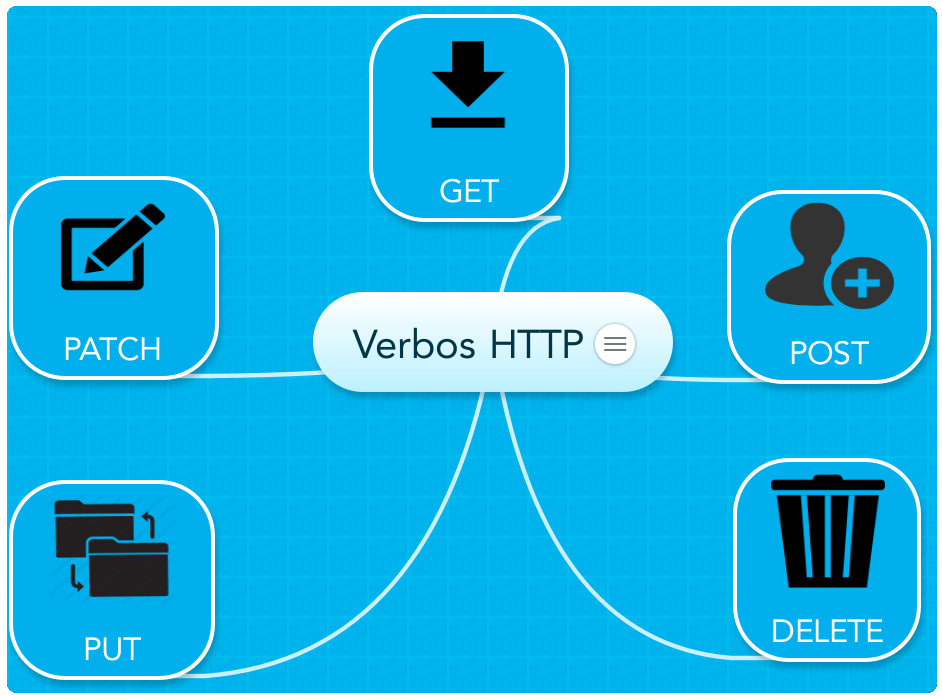 GET
PATCH
POST
Verbos HTTP
PUT
DELETE